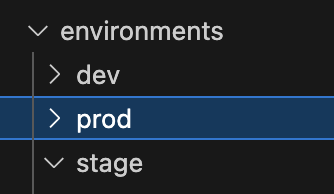 environments
dev
prod
stage